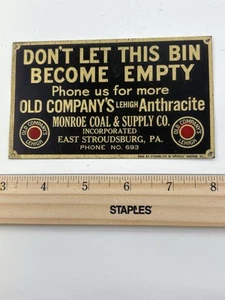 DON'T LET THIS BIN
BECOME EMPTY
Phone us for more
OLD COMPANY'S LEHIGH Anthracite
MONROE COAL & SUPPLY CO.
INCORPORATED
EAST STROUDSBURG, PA.
PHONE NO. 693
OLD COMPANY'S
LEHIGH
OLD COMPANY'S
LEHIGH
3 4 5 6 7 8
STAPLES